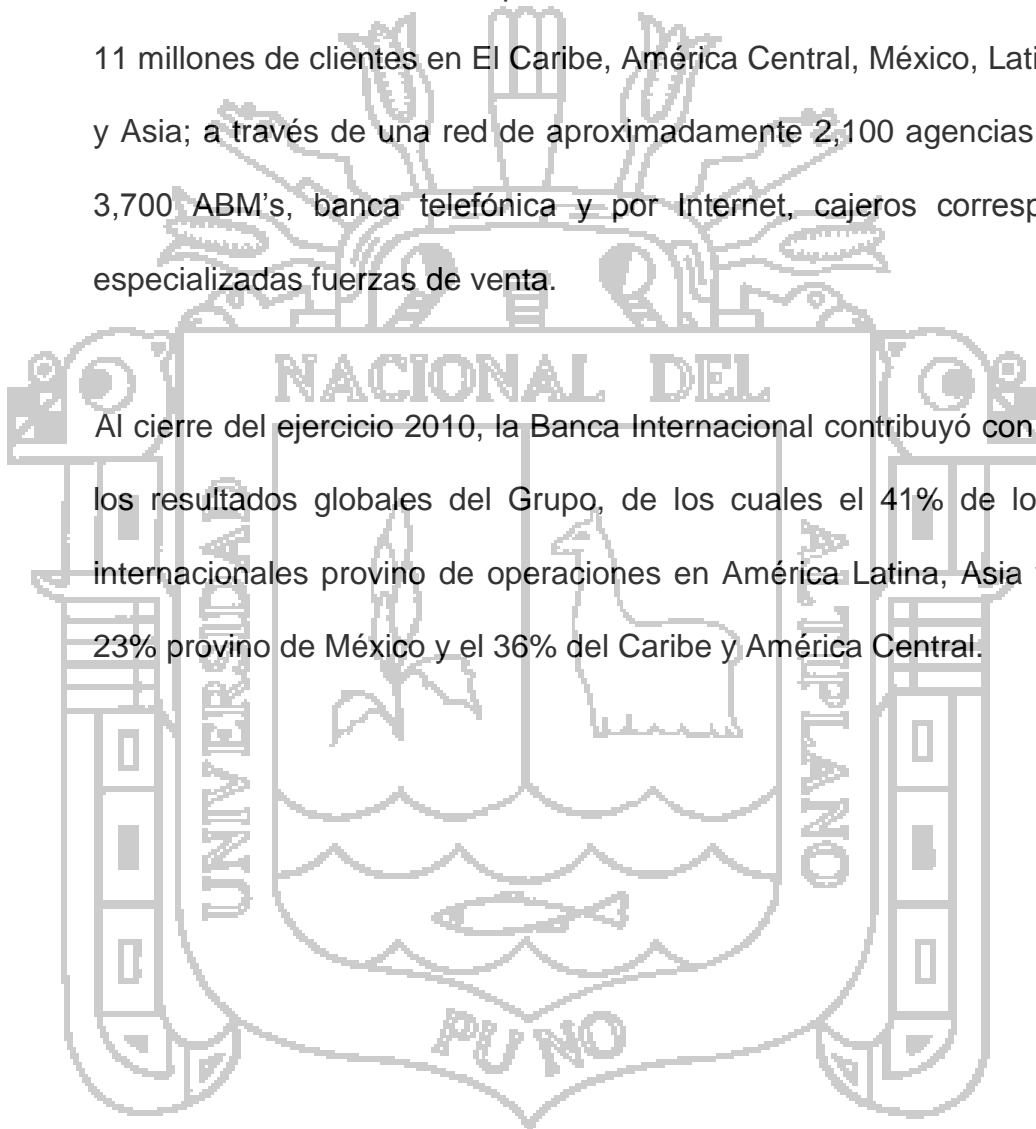 11 millones de clientes en El Caribe, América Central, México,
y Asia; a través de una red de aproximadamente 2,100 agencias
3,700 ABM's, banca telefónica y por Internet, cajeros
especializadas fuerzas de venta.
NACIONAL DEL
Al cierre del ejercicio 2010, la Banca Internacional contribuyó con
los resultados globales del Grupo, de los cuales el 41% de
internacionales provino de operaciones en América Latina, Asia
23% provino de México y el 36% del Caribe y América Central.
UNIVERSIDAD
ALTIPLANO
PUNO